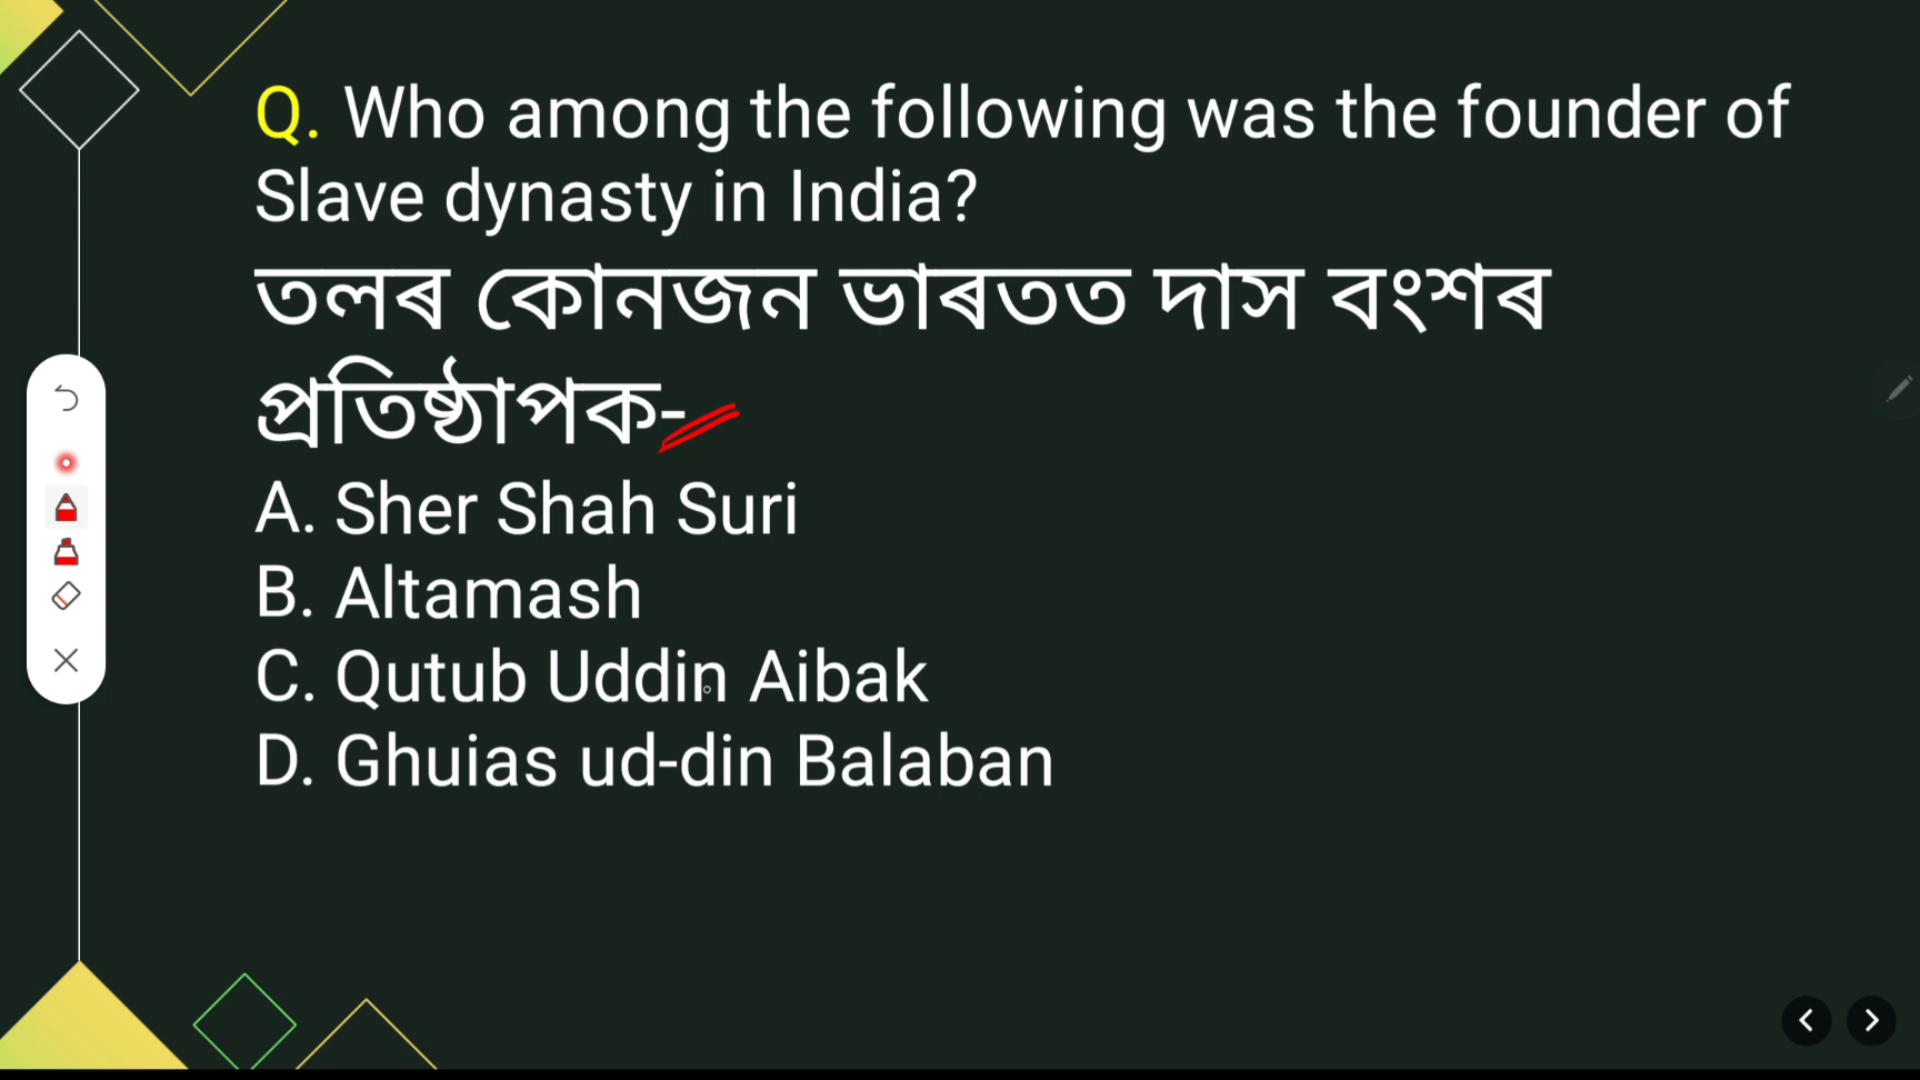 Q. Who among the following was the founder of
Slave dynasty in India?
তলৰ কোনজন ভাৰতত দাস বংশৰ
প্ৰতিষ্ঠাপক-
A. Sher Shah Suri
B. Altamash
C. Qutub Uddin Aibak
D. Ghuias ud-din Balaban